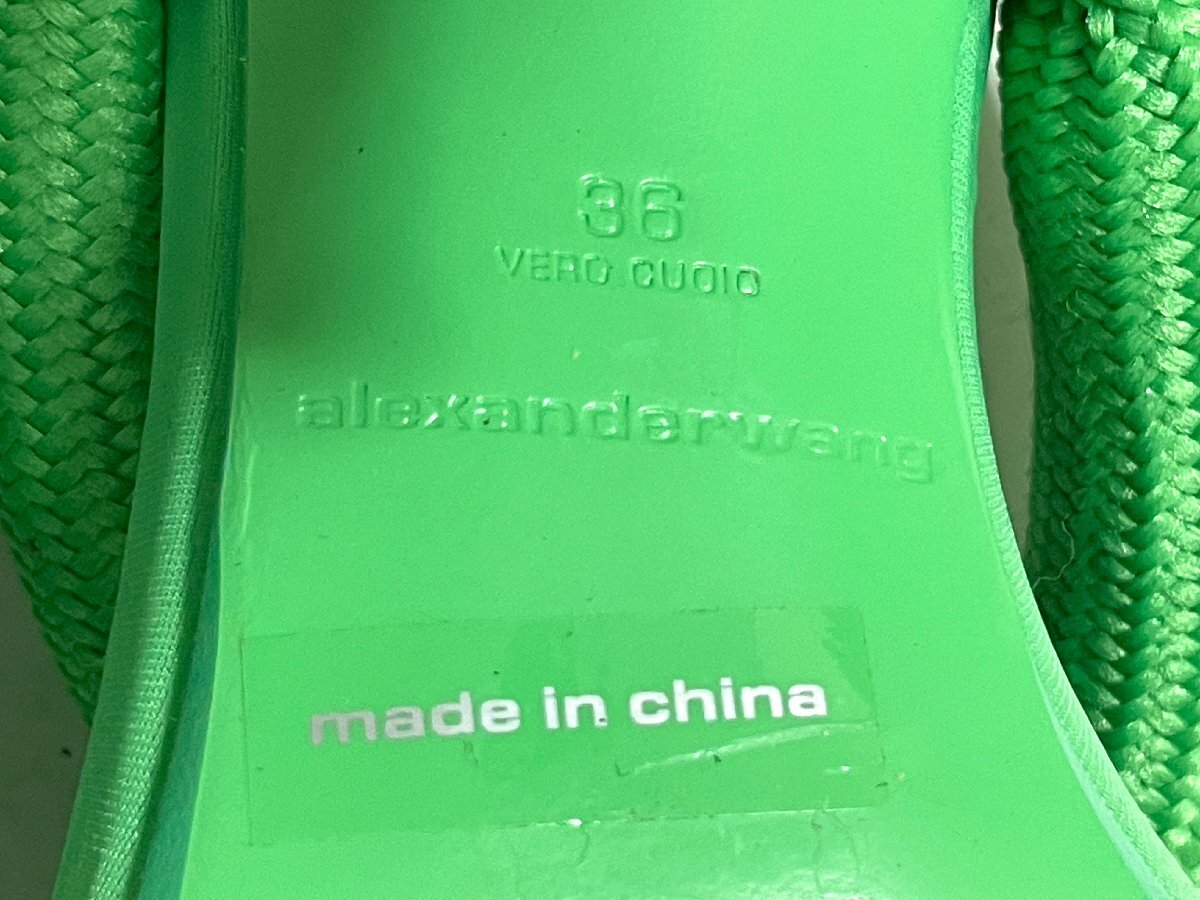 36
VERO CUOIO
alexanderwang
made in china